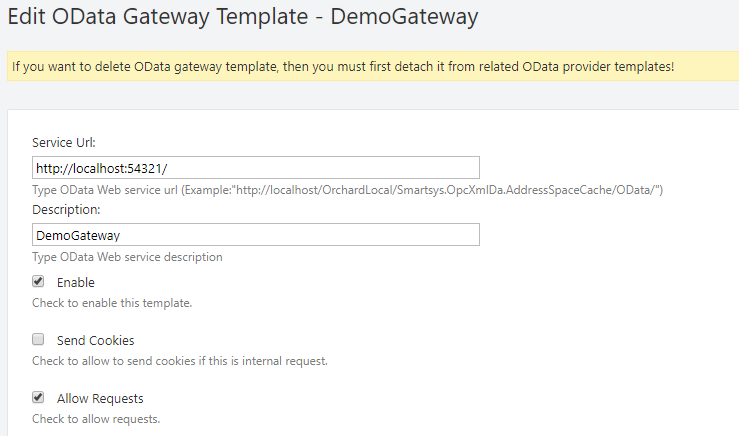 Edit OData Gateway Template - DemoGateway
If you want to delete OData gateway template, then you must first detach it from related OData provider templates!
Service Url:
http://localhost:54321/
Type OData Web service url (Example:"http://localhost/OrchardLocal/Smartsys.OpcXmlDa.AddressSpaceCache/OData/")
Description:
DemoGateway
Type OData Web service description
Enable
Check to enable this template.
Send Cookies
Check to allow to send cookies if this is internal request.
Allow Requests
Check to allow requests.